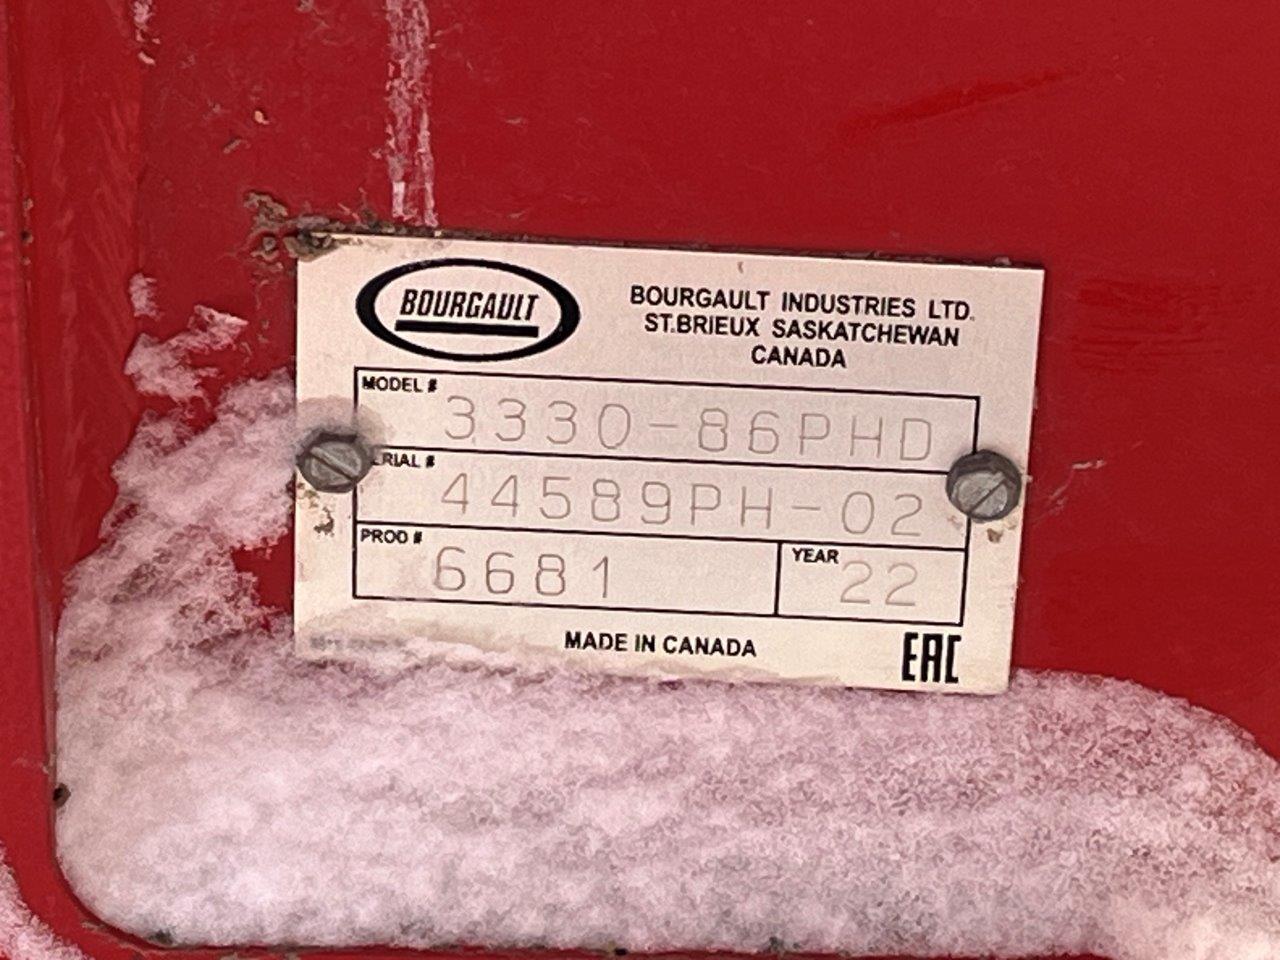 BOURGAULT
BOURGAULT INDUSTRIES LTD.
ST.BRIEUX SASKATCHEWAN
CANADA
MODEL #
3330-86PHD
ERIAL #
44589PH-02
PROD #
6681
YEAR
22
MADE IN CANADA
EAC